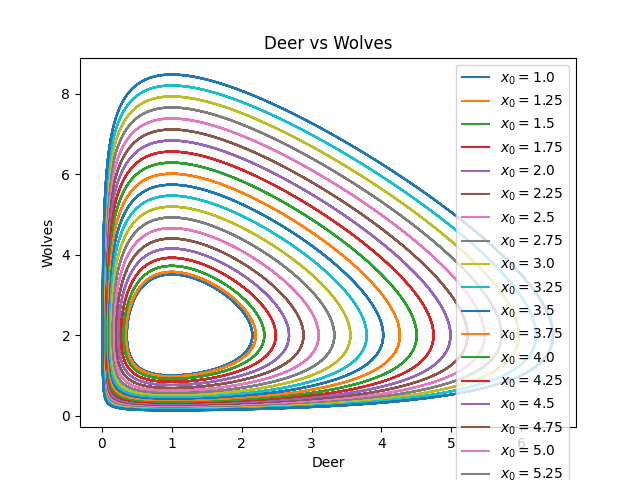 Deer vs Wolves
Wolves
8
6
4
2
0
0 1 2 3 4 5 6
Deer
x₀ = 1.0
x₀ = 1.25
x₀ = 1.5
x₀ = 1.75
x₀ = 2.0
x₀ = 2.25
x₀ = 2.5
x₀ = 2.75
x₀ = 3.0
x₀ = 3.25
x₀ = 3.5
x₀ = 3.75
x₀ = 4.0
x₀ = 4.25
x₀ = 4.5
x₀ = 4.75
x₀ = 5.0
x₀ = 5.25